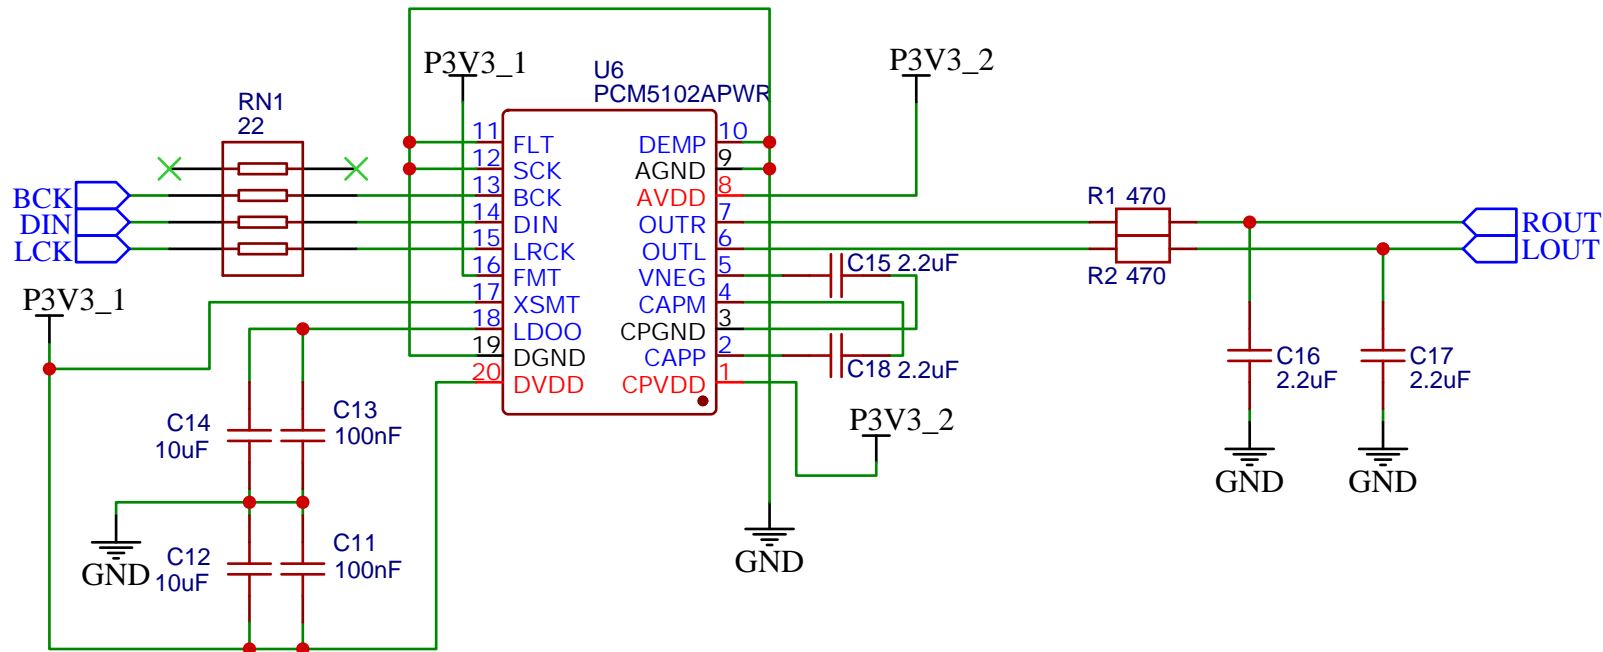 P3V3_1
U6
PCM5102APWR
P3V3_2
RN1
22
BCK
DIN
LCK
11 FLT
12 SCK
13 BCK
14 DIN
15 LRCK
16 FMT
17 XSMT
18 LDOO
19 DGND
20 DVDD
DEMP 10
AGND 9
AVDD 8
OUTR 7
OUTL 6
VNEG 5
CAPM 4
CPGND 3
CAPP 2
CPVDD 1
R1 470
R2 470
ROUT
LOUT
C15 2.2uF
C18 2.2uF
P3V3_1
P3V3_2
C16
2.2uF
C17
2.2uF
GND
GND
C14
10uF
C13
100nF
GND
C12
10uF
C11
100nF
GND